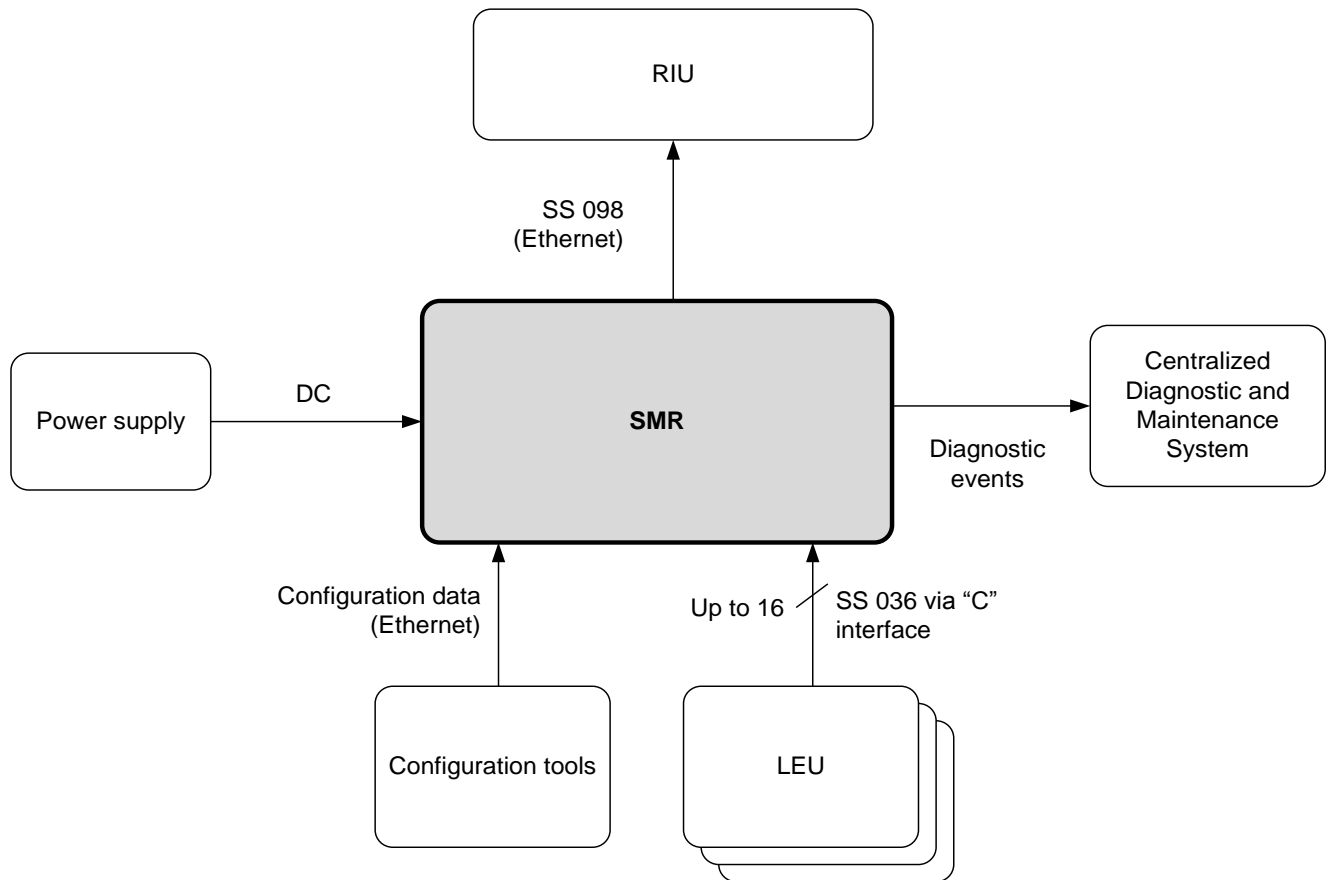 RIU
SS 098
(Ethernet)
Power supply
DC
SMR
Diagnostic
events
Centralized
Diagnostic and
Maintenance
System
Configuration data
(Ethernet)
Up to 16
SS 036 via “C”
interface
Configuration tools
LEU